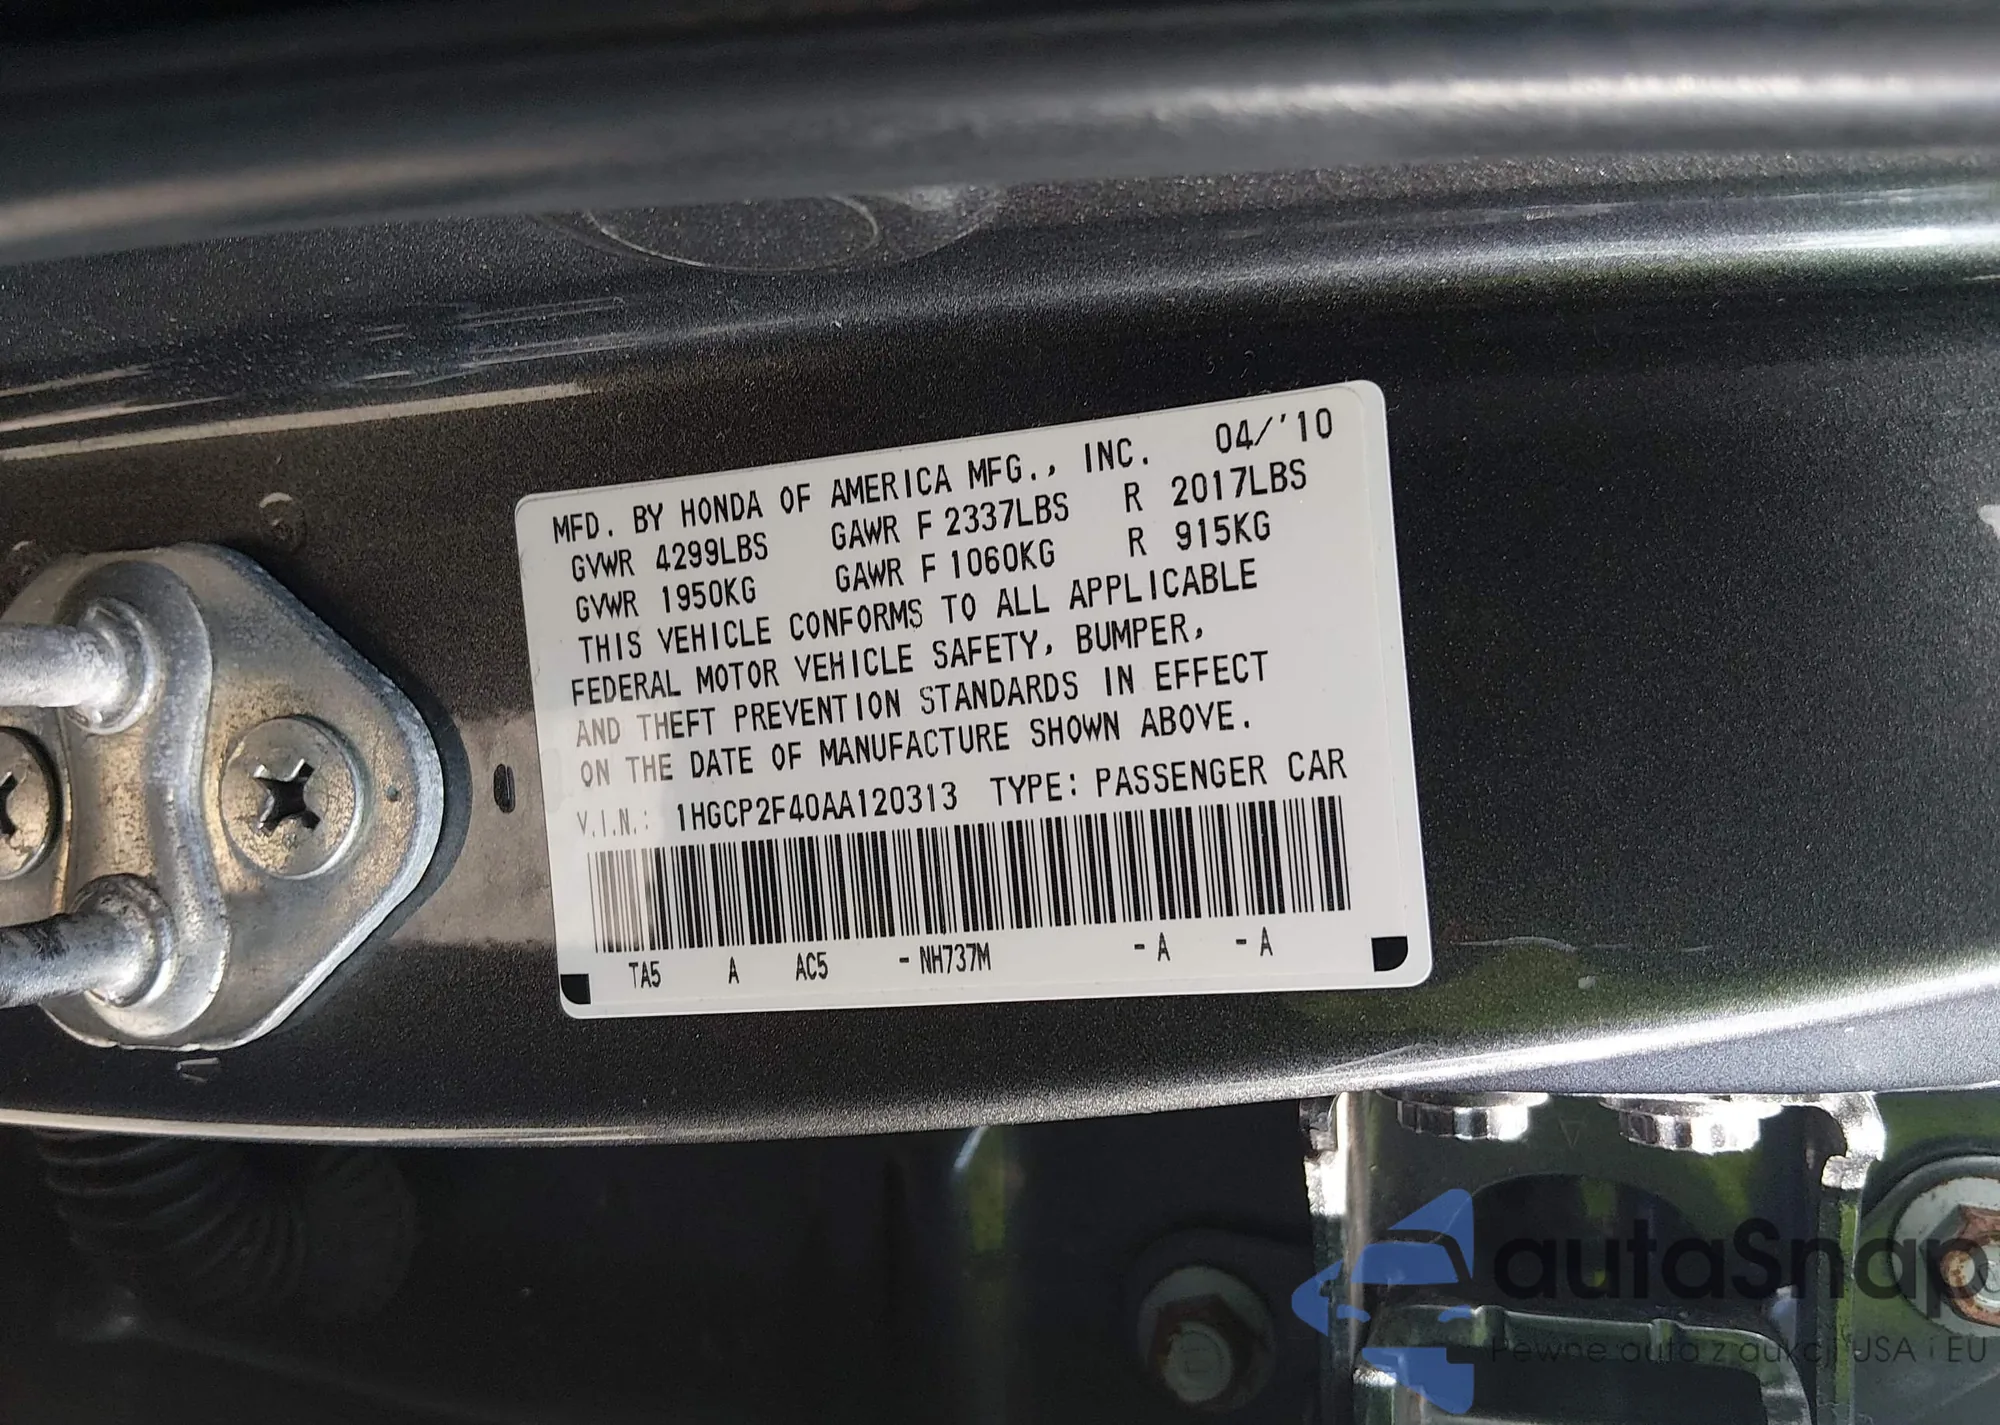 MFD. BY HONDA OF AMERICA MFG., INC. 04/'10
GVWR 4299LBS GAWR F 2337LBS R 2017LBS
GVWR 1950KG GAWR F 1060KG R 915KG
THIS VEHICLE CONFORMS TO ALL APPLICABLE
FEDERAL MOTOR VEHICLE SAFETY, BUMPER,
AND THEFT PREVENTION STANDARDS IN EFFECT
ON THE DATE OF MANUFACTURE SHOWN ABOVE.
V.I.N.: 1HGCP2F40AA120313 TYPE: PASSENGER CAR
TA5 A AC5 -NH737M -A -A
autaSnap
Pewne auta z aukcji USA i EU